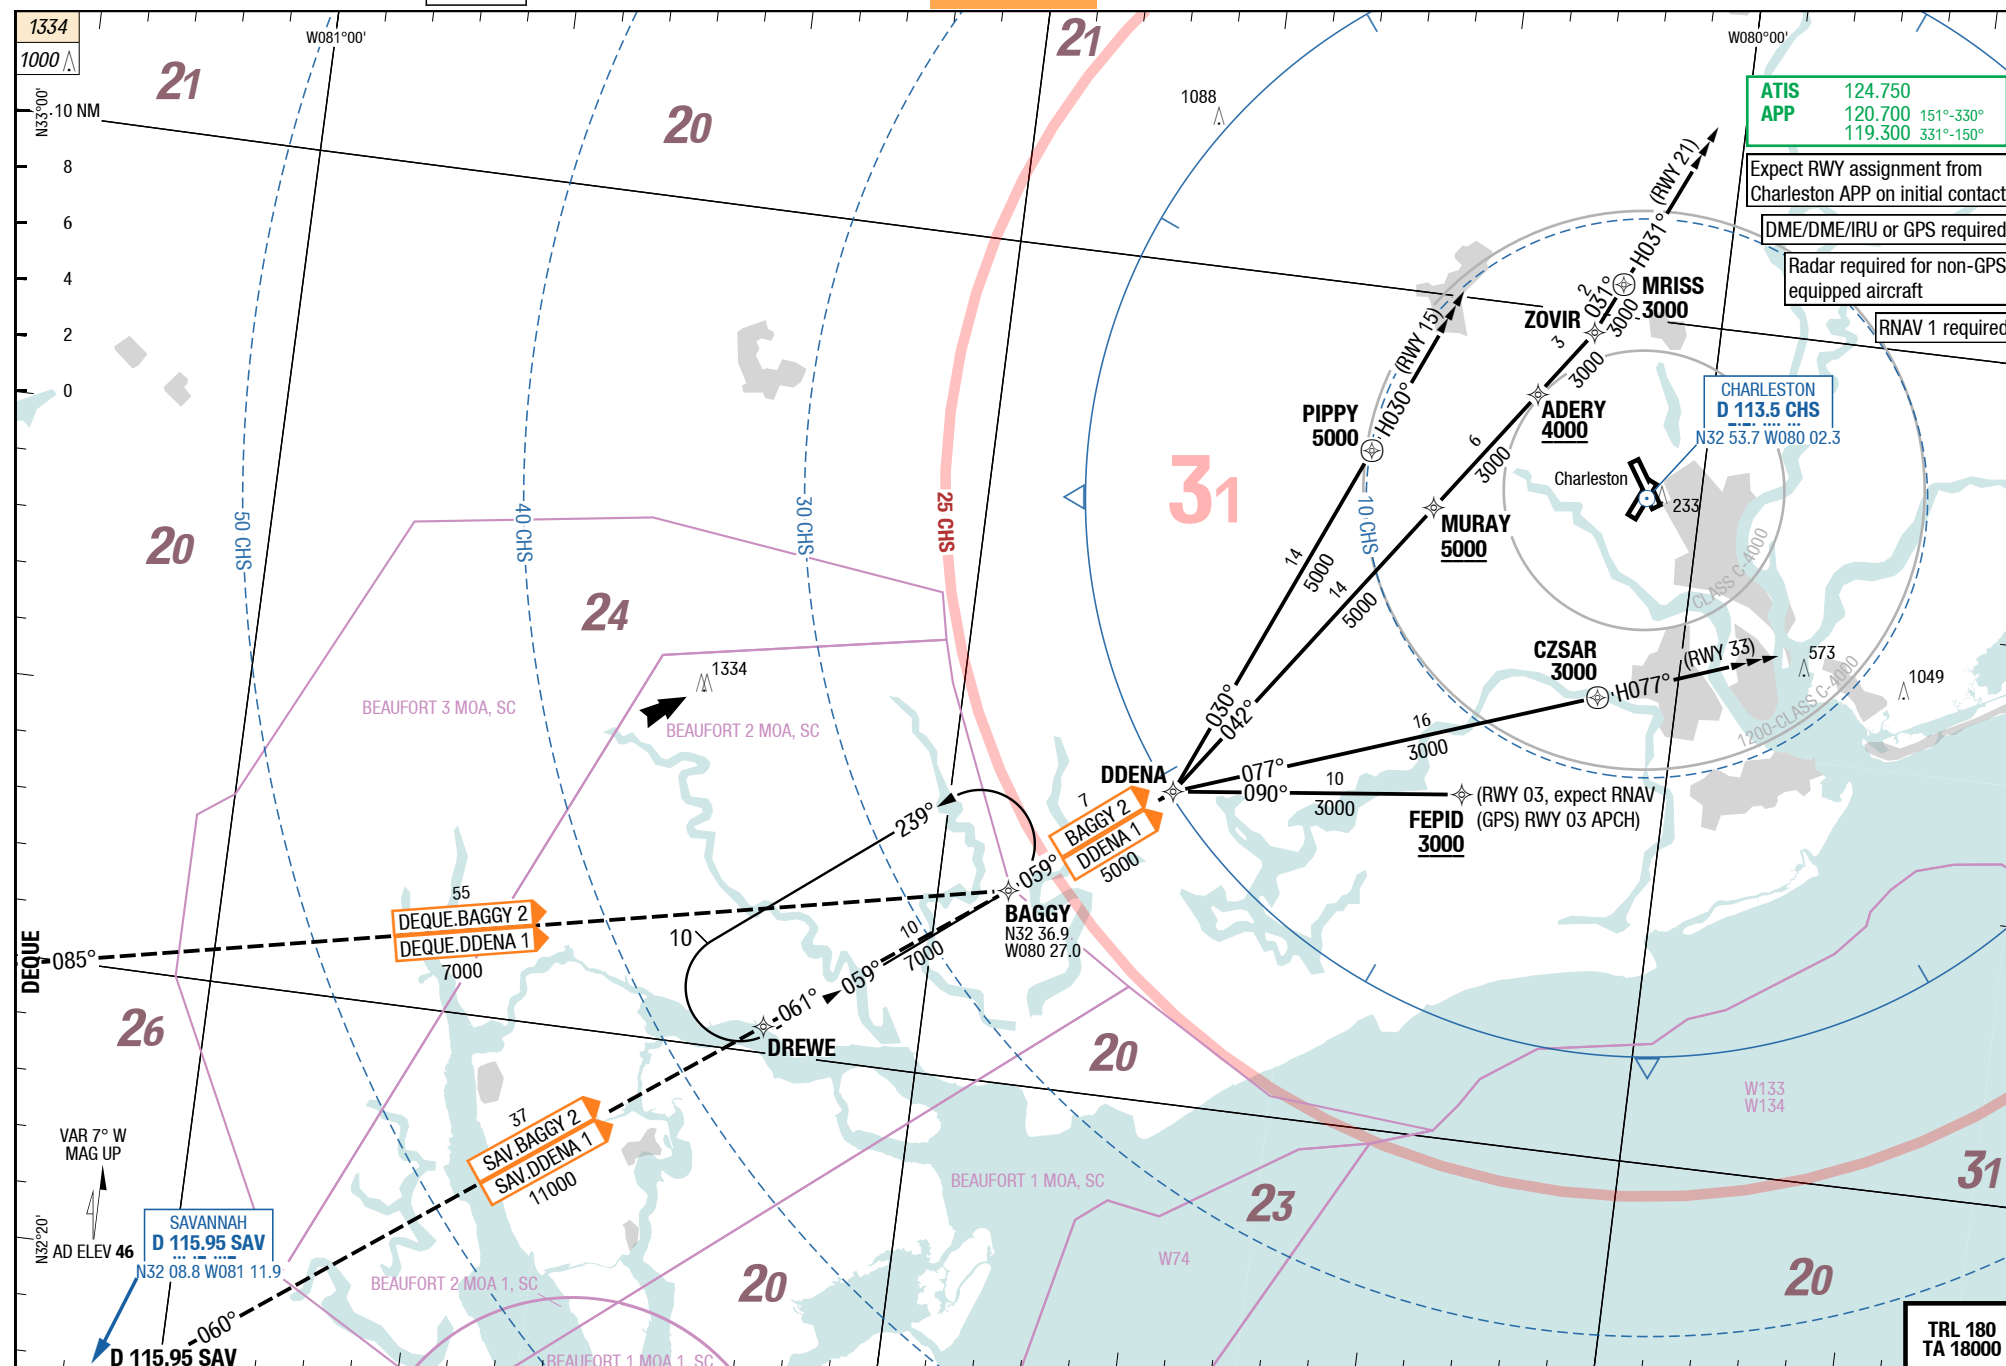 1334
1000
W081°00'
W080°00'
21
21
20
1088
N33°00'
10 NM
8
6
4
2
0
ATIS 124.750
APP 120.700 151°-330°
119.300 331°-150°
Expect RWY assignment from
Charleston APP on initial contact
DME/DME/IRU or GPS required
Radar required for non-GPS
equipped aircraft
RNAV 1 required
(RWY 21)
H031°
MRISS
3000
2
031°
3000
ZOVIR
3
3000
ADERY
4000
6
3000
MURAY
5000
(RWY 15)
H030°
PIPPY
5000
CHARLESTON
D 113.5 CHS
N32 53.7 W080 02.3
Charleston
233
31
50 CHS
40 CHS
30 CHS
25 CHS
10 CHS
20
24
CLASS C-4000
1200-CLASS C-4000
14
5000
14
5000
030°
042°
CZSAR
3000
H077°
(RWY 33)
573
1049
16
3000
077°
090°
10
3000
DDENA
FEPID
3000
(RWY 03, expect RNAV
(GPS) RWY 03 APCH)
1334
BEAUFORT 3 MOA, SC
BEAUFORT 2 MOA, SC
239°
7
BAGGY 2
DDENA 1
5000
059°
BAGGY
N32 36.9
W080 27.0
55
DEQUE.BAGGY 2
DEQUE.DDENA 1
7000
DEQUE
085°
10
10
7000
059°
061°
DREWE
26
20
W133
W134
37
SAV.BAGGY 2
SAV.DDENA 1
11000
VAR 7° W
MAG UP
AD ELEV 46
N32°20'
SAVANNAH
D 115.95 SAV
N32 08.8 W081 11.9
BEAUFORT 1 MOA, SC
23
31
W74
BEAUFORT 2 MOA 1, SC
20
20
060°
D 115.95 SAV
BEAUFORT 1 MOA 1, SC
TRL 180
TA 18000